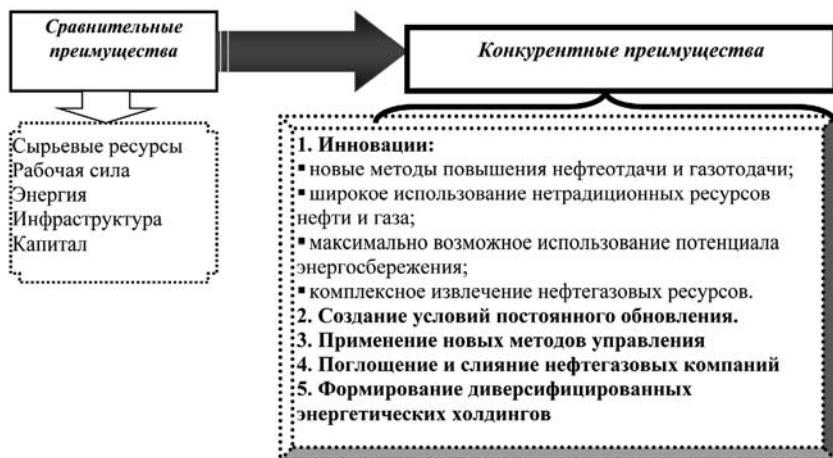 Сравнительные
преимущества
Конкурентные преимущества
Сырьевые ресурсы
Рабочая сила
Энергия
Инфраструктура
Капитал
1. Инновации:
▪ новые методы повышения нефтеотдачи и газотодачи;
▪ широкое использование нетрадиционных ресурсов
нефти и газа;
▪ максимально возможное использование потенциала
энергосбережения;
▪ комплексное извлечение нефтегазовых ресурсов.
2. Создание условий постоянного обновления.
3. Применение новых методов управления
4. Поглощение и слияние нефтегазовых компаний
5. Формирование диверсифицированных
энергетических холдингов